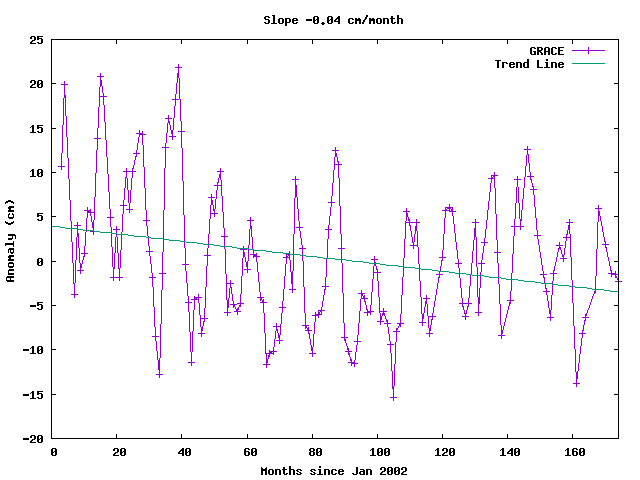 Slope -0.04 cm/month
GRACE
Trend Line
Anomaly (cm)
25
20
15
10
5
0
-5
-10
-15
-20
0 20 40 60 80 100 120 140 160
Months since Jan 2002